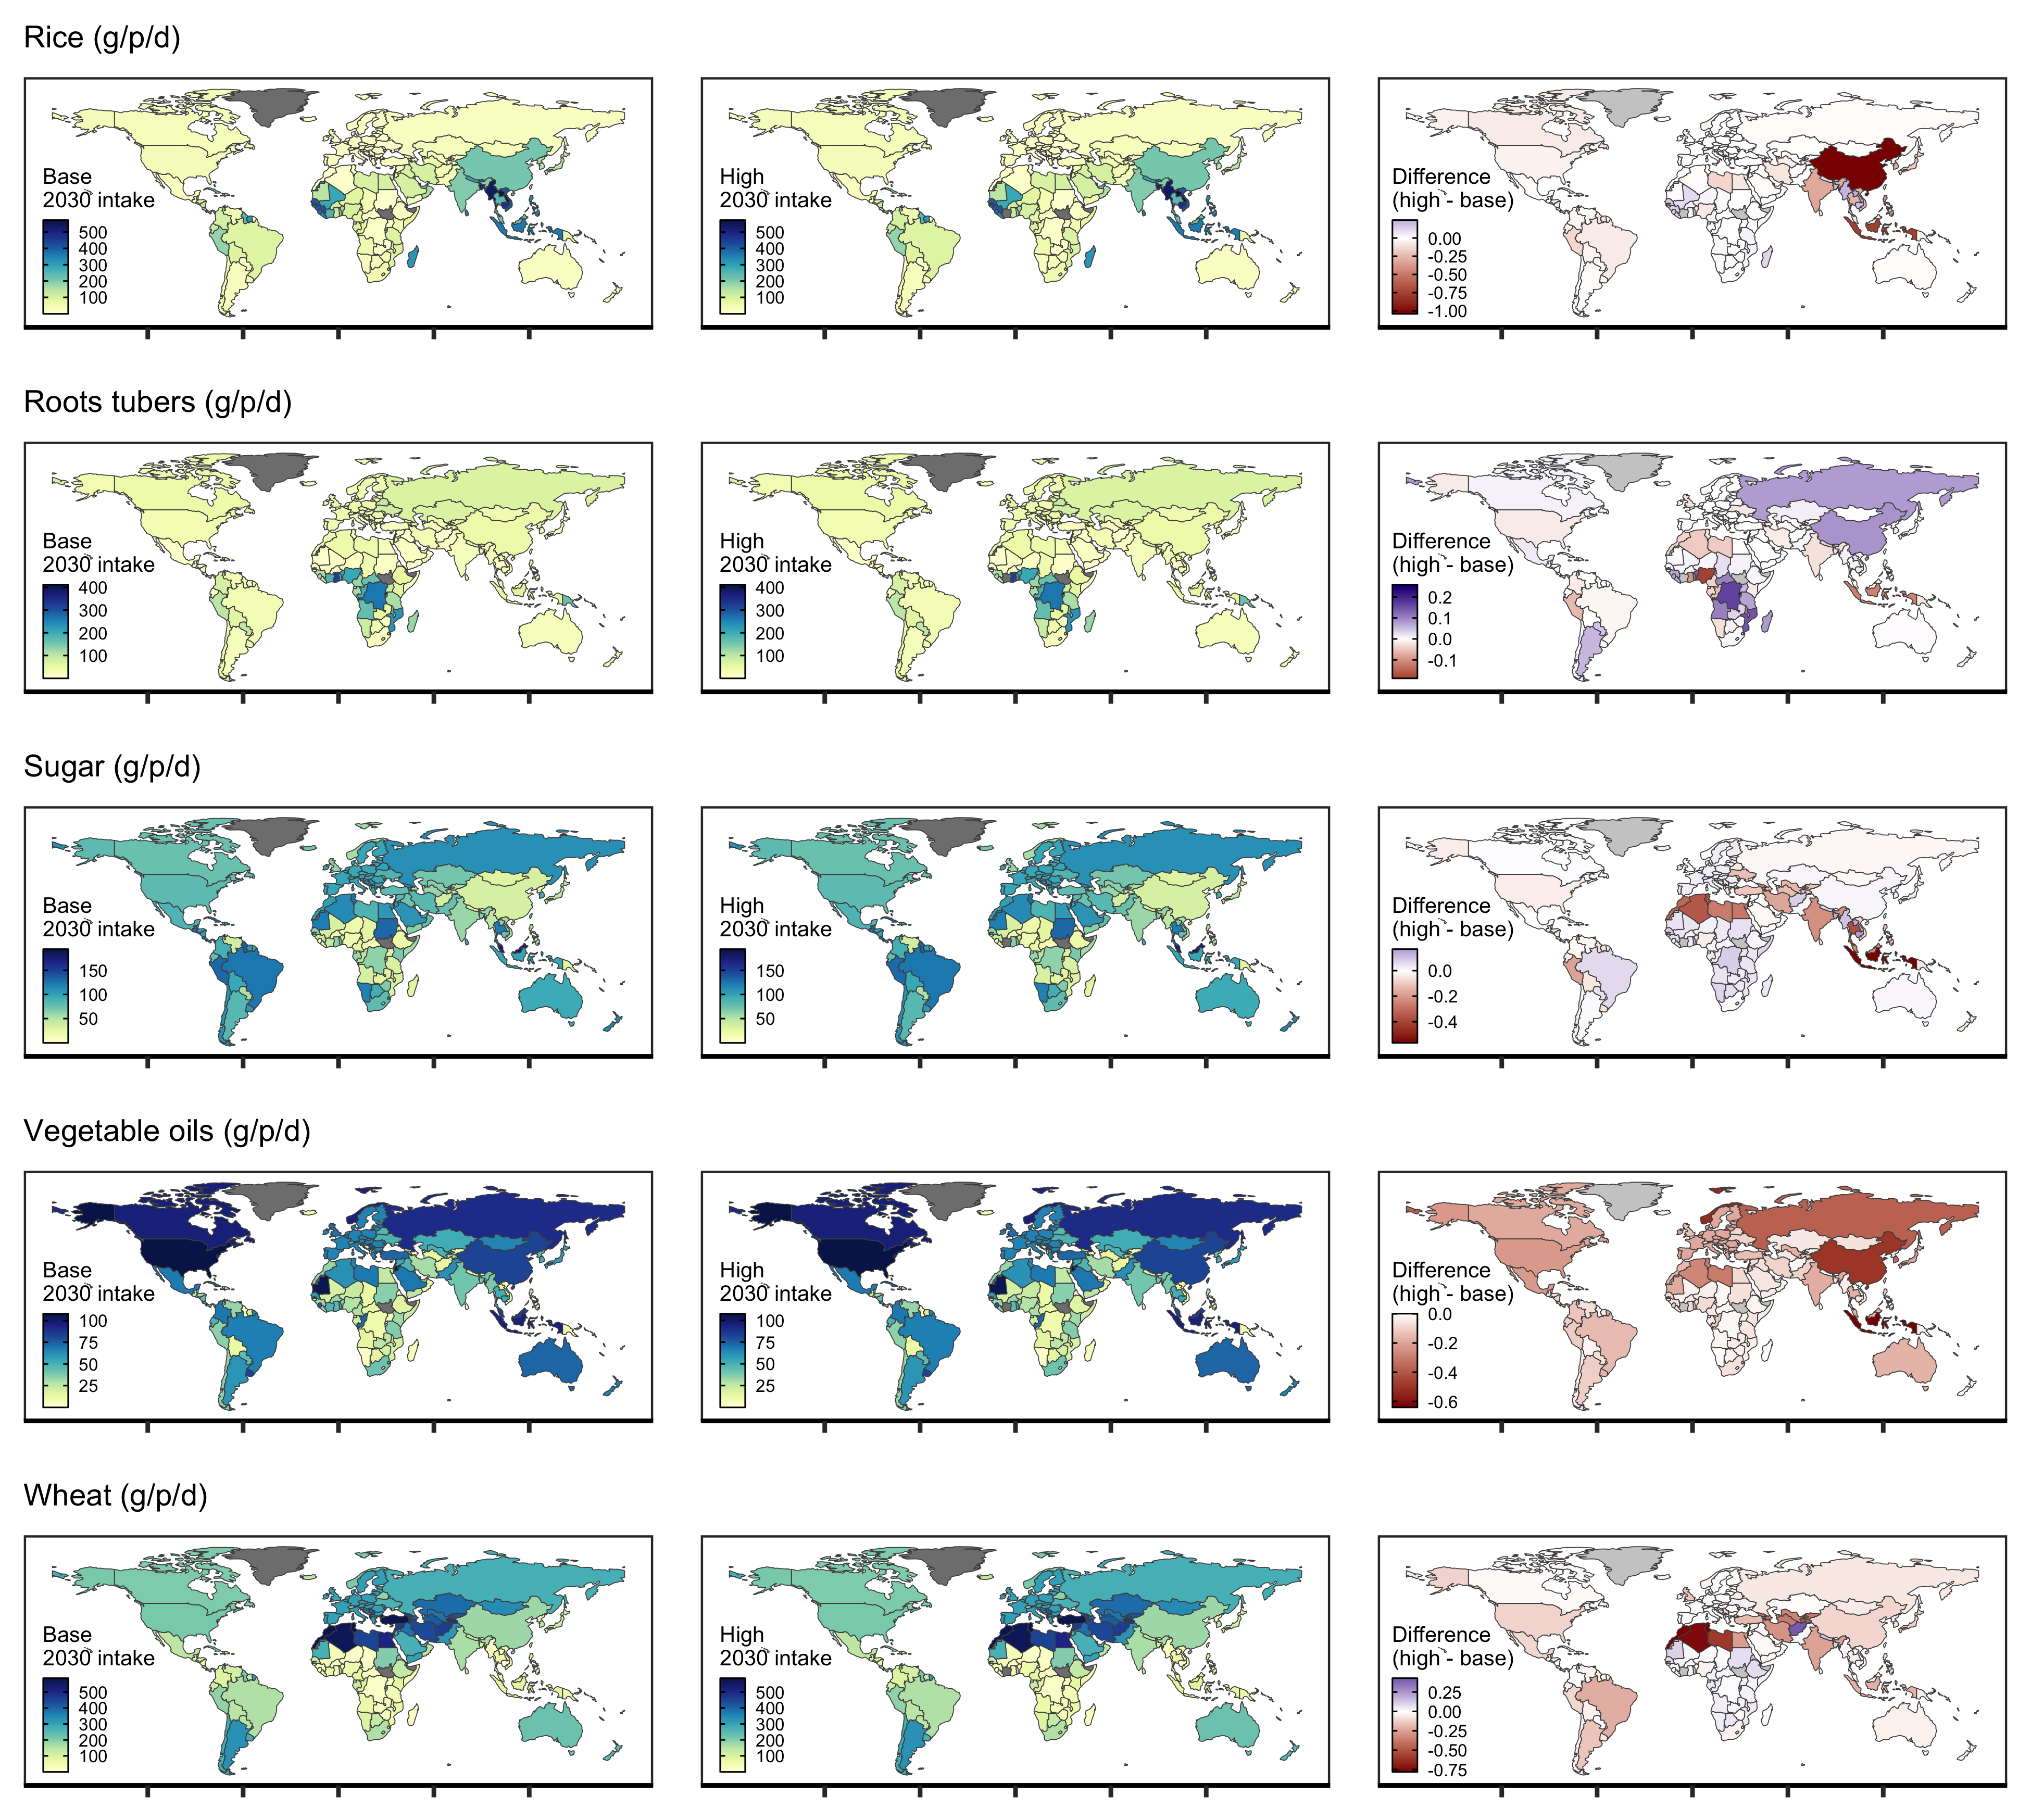 Rice (g/p/d)
Base
2030 intake
500
400
300
200
100
High
2030 intake
500
400
300
200
100
Difference
(high - base)
0.00
-0.25
-0.50
-0.75
-1.00
Roots tubers (g/p/d)
Base
2030 intake
400
300
200
100
High
2030 intake
400
300
200
100
Difference
(high - base)
0.2
0.1
0.0
-0.1
Sugar (g/p/d)
Base
2030 intake
150
100
50
High
2030 intake
150
100
50
Difference
(high - base)
0.0
-0.2
-0.4
Vegetable oils (g/p/d)
Base
2030 intake
100
75
50
25
High
2030 intake
100
75
50
25
Difference
(high - base)
0.0
-0.2
-0.4
-0.6
Wheat (g/p/d)
Base
2030 intake
500
400
300
200
100
High
2030 intake
500
400
300
200
100
Difference
(high - base)
0.25
0.00
-0.25
-0.50
-0.75